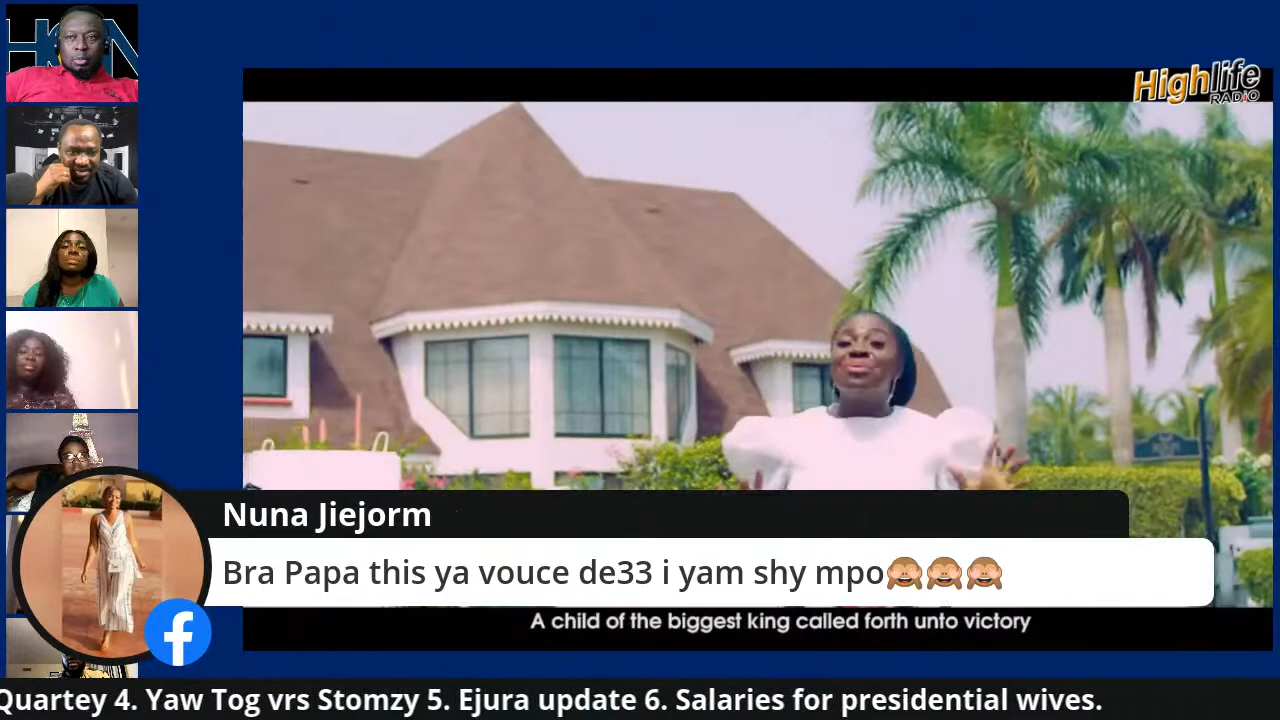 HSTN
Highlife
RADIO
Nuna Jiejorm
Bra Papa this ya vouce de33 i yam shy mpo🙈🙈🙈
A child of the biggest king called forth unto victory
Quartey 4. Yaw Tog vrs Stomzy 5. Ejura update 6. Salaries for presidential wives.